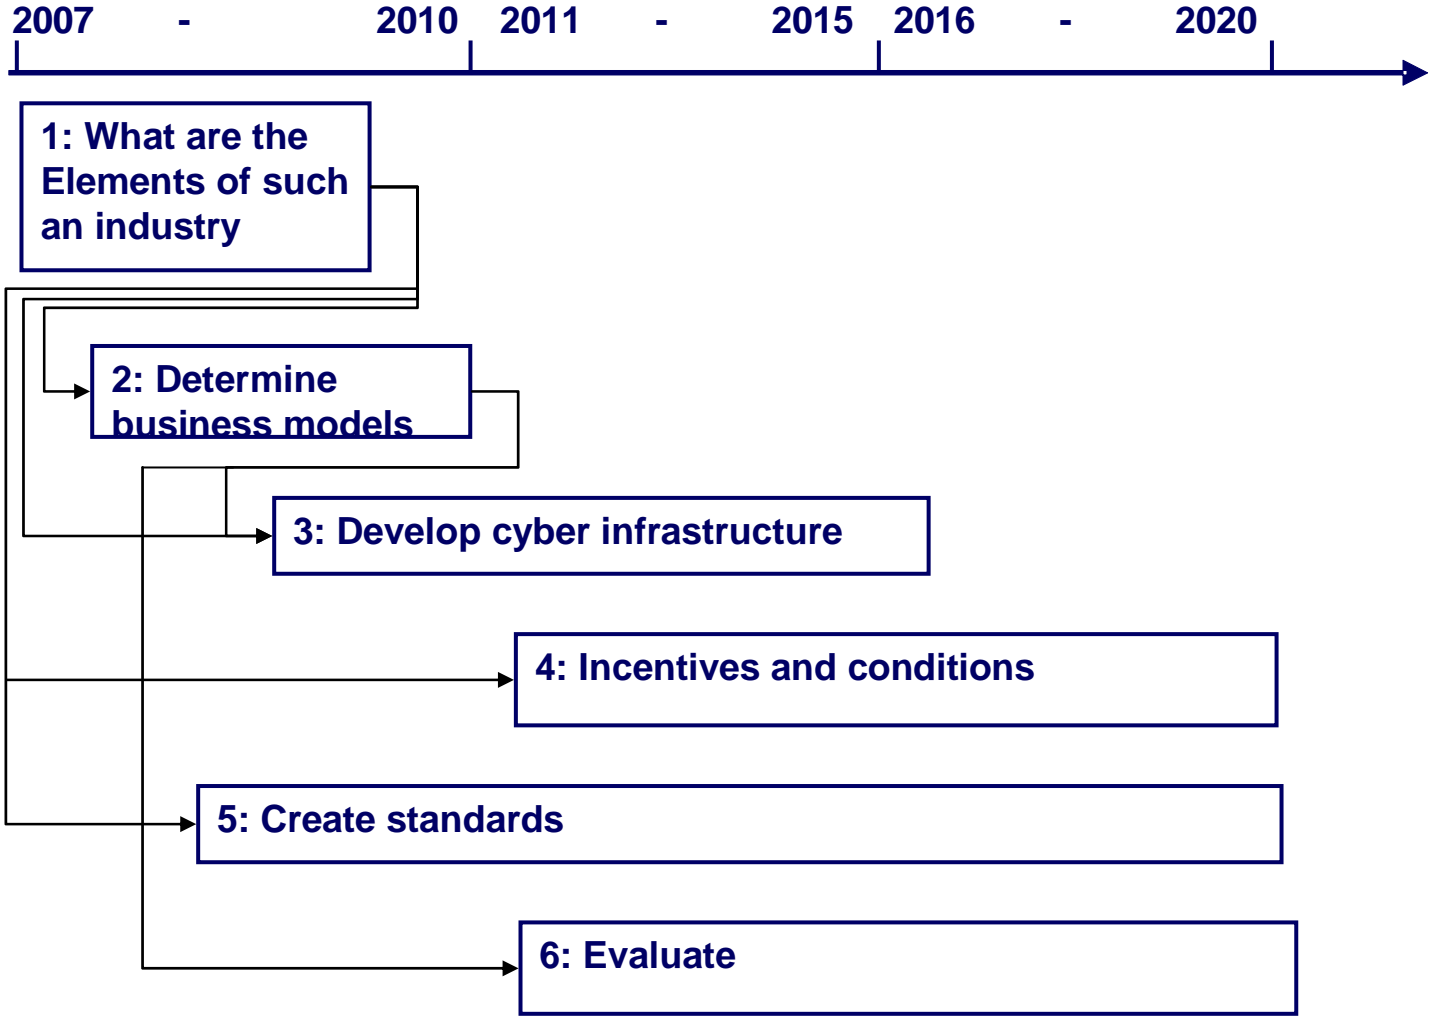 2007 - 2010 2011 - 2015 2016 - 2020
1: What are the
Elements of such
an industry
2: Determine
business models
3: Develop cyber infrastructure
4: Incentives and conditions
5: Create standards
6: Evaluate